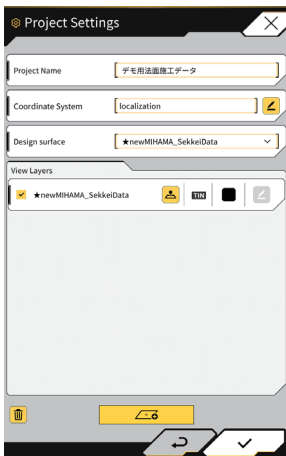 Project Settings
Project Name
デモ用法面施工データ
Coordinate System
localization
Design surface
★newMIHAMA_SekkeiData
View Layers
★newMIHAMA_SekkeiData
TIN